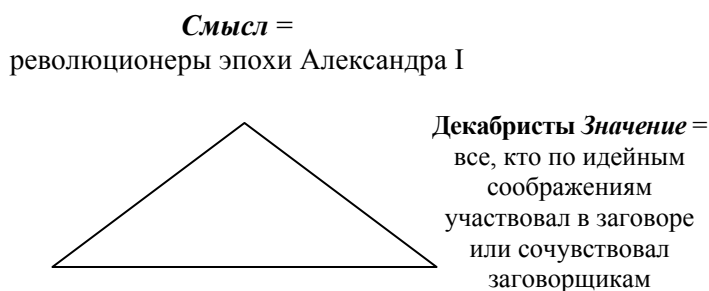 Смысл =
революционеры эпохи Александра I
Декабристы Значение =
все, кто по идейным
соображениям
участвовал в заговоре
или сочувствовал
заговорщикам